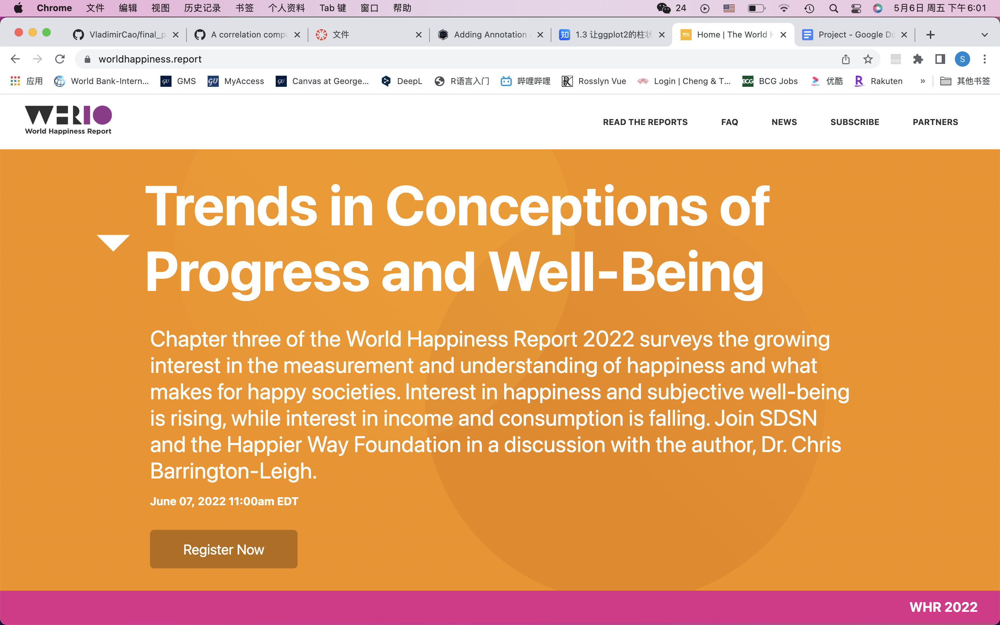 Chrome 文件 编辑 视图 历史记录 书签 个人资料 Tab 键 窗口 帮助 24 5月6日 周五 下午6:01
VladimirCao/final_p A correlation compu 文件 Adding Annotation 知 1.3 让ggplot2的柱状 Home | The World H Project - Google Do
worldhappiness.report S
应用 World Bank-Intern... GU GMS GU MyAccess GU Canvas at George... DeepL R语言入门 哔哩哔哩 Rosslyn Vue Login | Cheng & T... BCG BCG Jobs YOUKU 优酷 R Rakuten » 其他书签
WHR10
World Happiness Report
READ THE REPORTS FAQ NEWS SUBSCRIBE PARTNERS
Trends in Conceptions of
Progress and Well-Being
Chapter three of the World Happiness Report 2022 surveys the growing
interest in the measurement and understanding of happiness and what
makes for happy societies. Interest in happiness and subjective well-being
is rising, while interest in income and consumption is falling. Join SDSN
and the Happier Way Foundation in a discussion with the author, Dr. Chris
Barrington-Leigh.
June 07, 2022 11:00am EDT
Register Now
WHR 2022